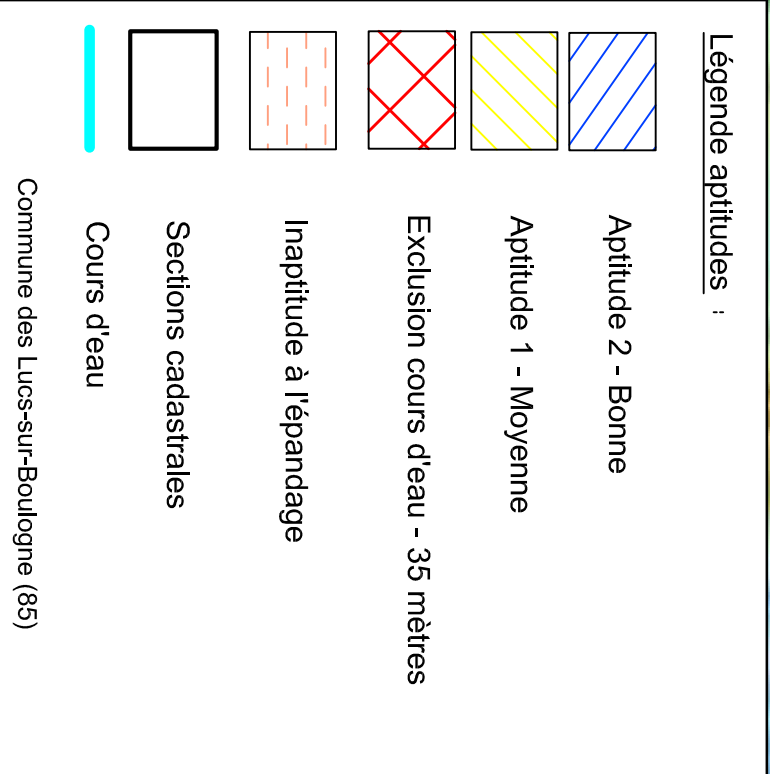 Légende aptitudes :
Aptitude 2 - Bonne
Aptitude 1 - Moyenne
Exclusion cours d'eau - 35 mètres
Inaptitude à l'épandage
Sections cadastrales
Cours d'eau
Commune des Lucs-sur-Boulogne (85)